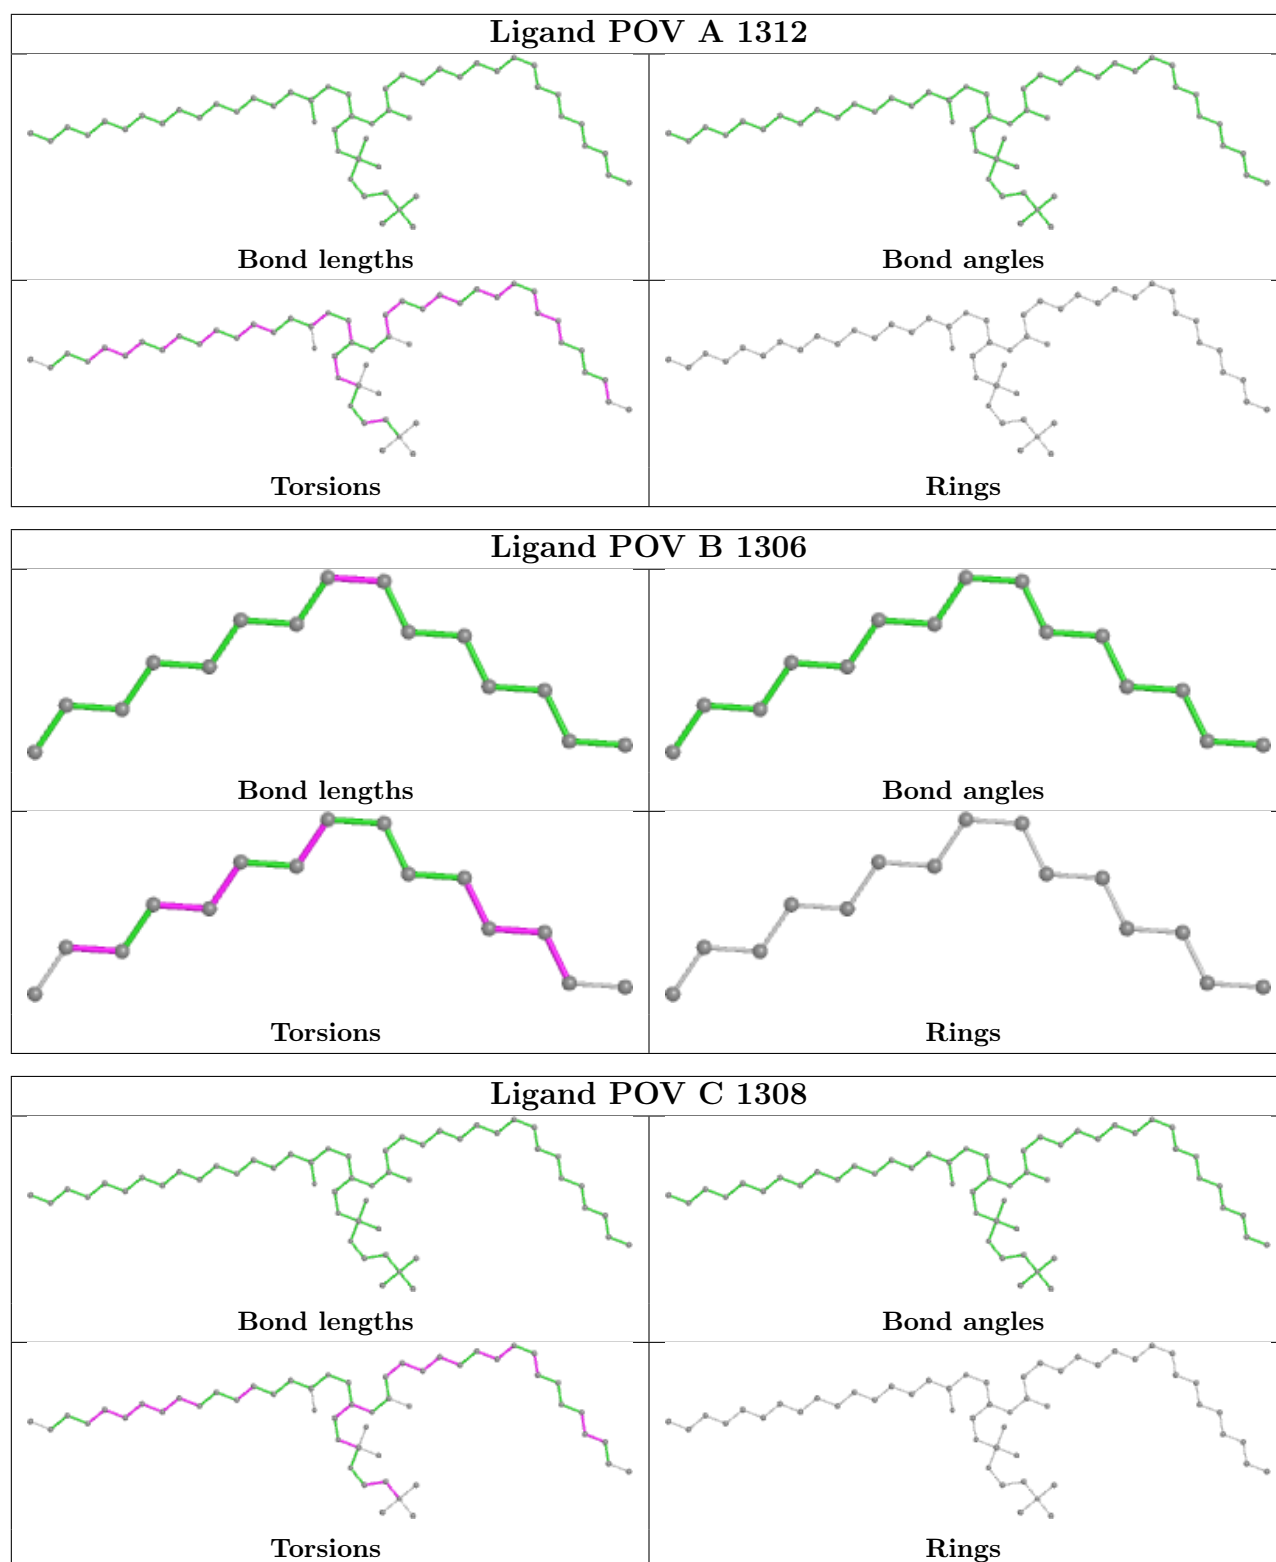 Ligand POV A 1312
Bond lengths
Bond angles
Torsions
Rings
Ligand POV B 1306
Bond lengths
Bond angles
Torsions
Rings
Ligand POV C 1308
Bond lengths
Bond angles
Torsions
Rings